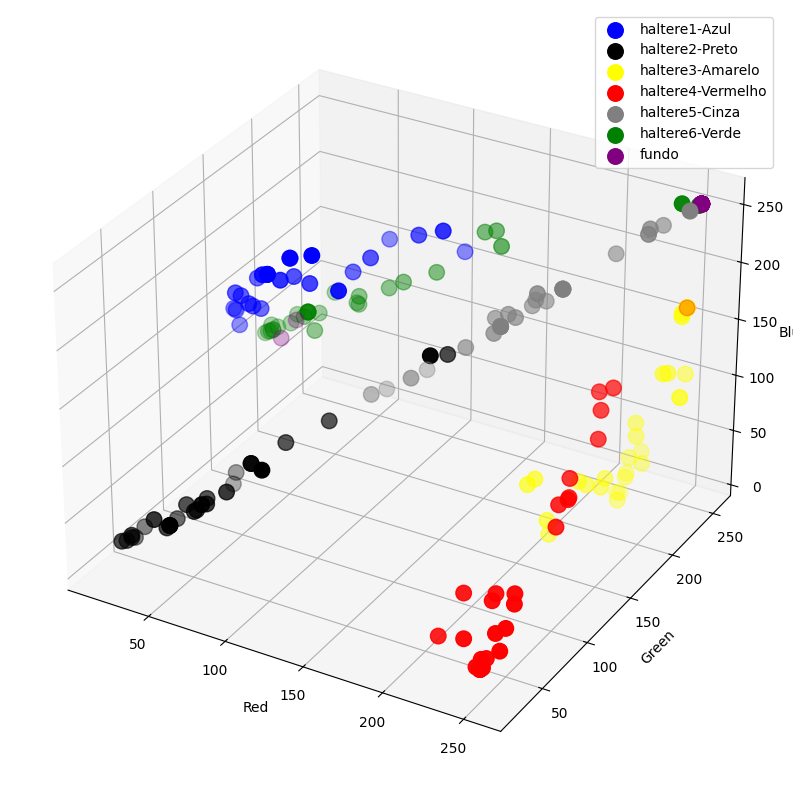 haltere1-Azul
haltere2-Preto
haltere3-Amarelo
haltere4-Vermelho
haltere5-Cinza
haltere6-Verde
fundo
250
200
150
100
50
0
Blu
250
200
150
100
50
Green
50
100
150
200
250
Red